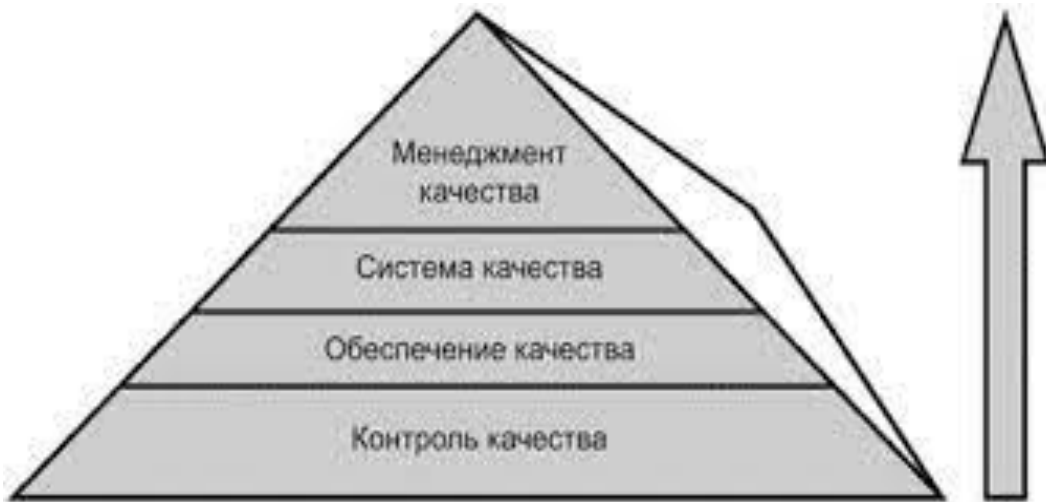 Менеджмент
качества
Система качества
Обеспечение качества
Контроль качества